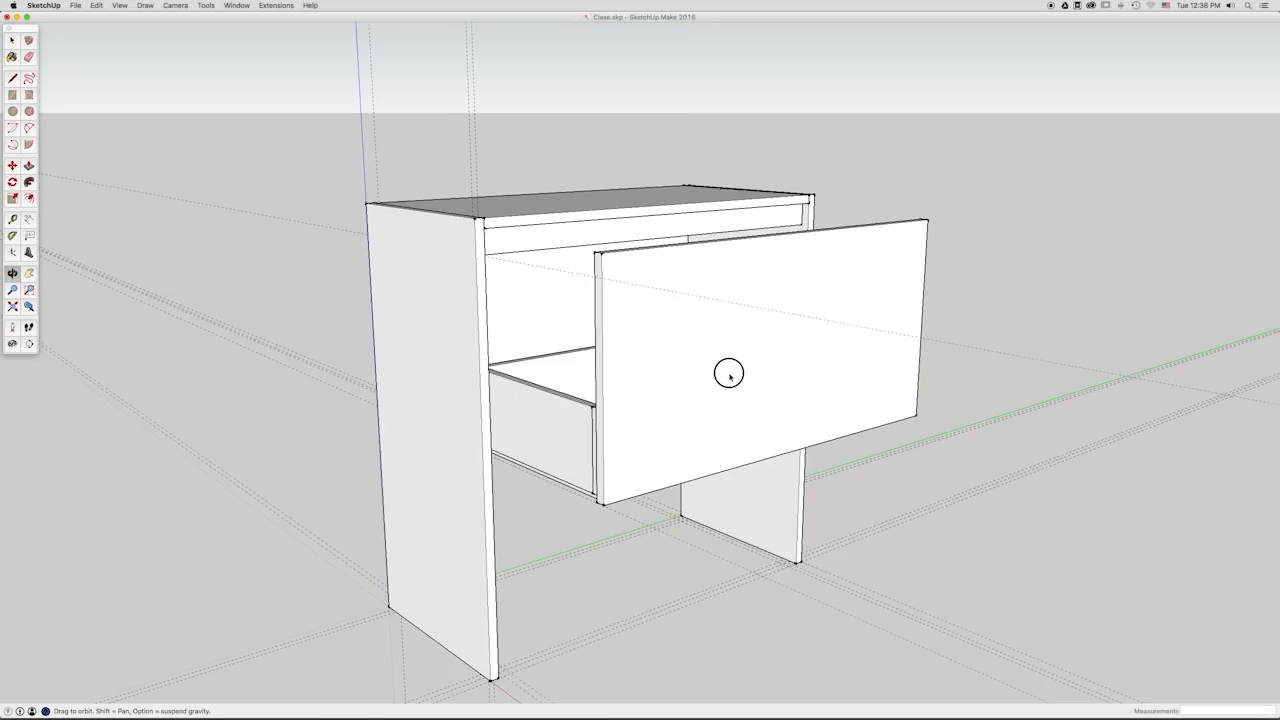 SketchUp File Edit View Draw Camera Tools Window Extensions Help Tue 12:38 PM
Clase.skp - SketchUp Make 2016
Drag to orbit. Shift = Pan, Option = suspend gravity. Measurements